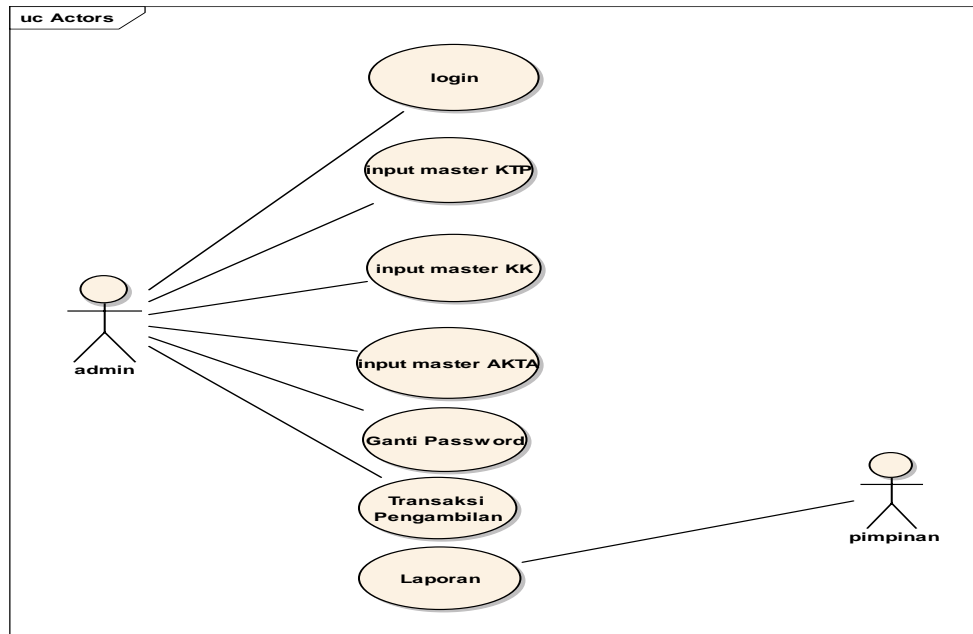 uc Actors
login
input master KTP
input master KK
admin
input master AKTA
Ganti Password
Transaksi
Pengambilan
pimpinan
Laporan